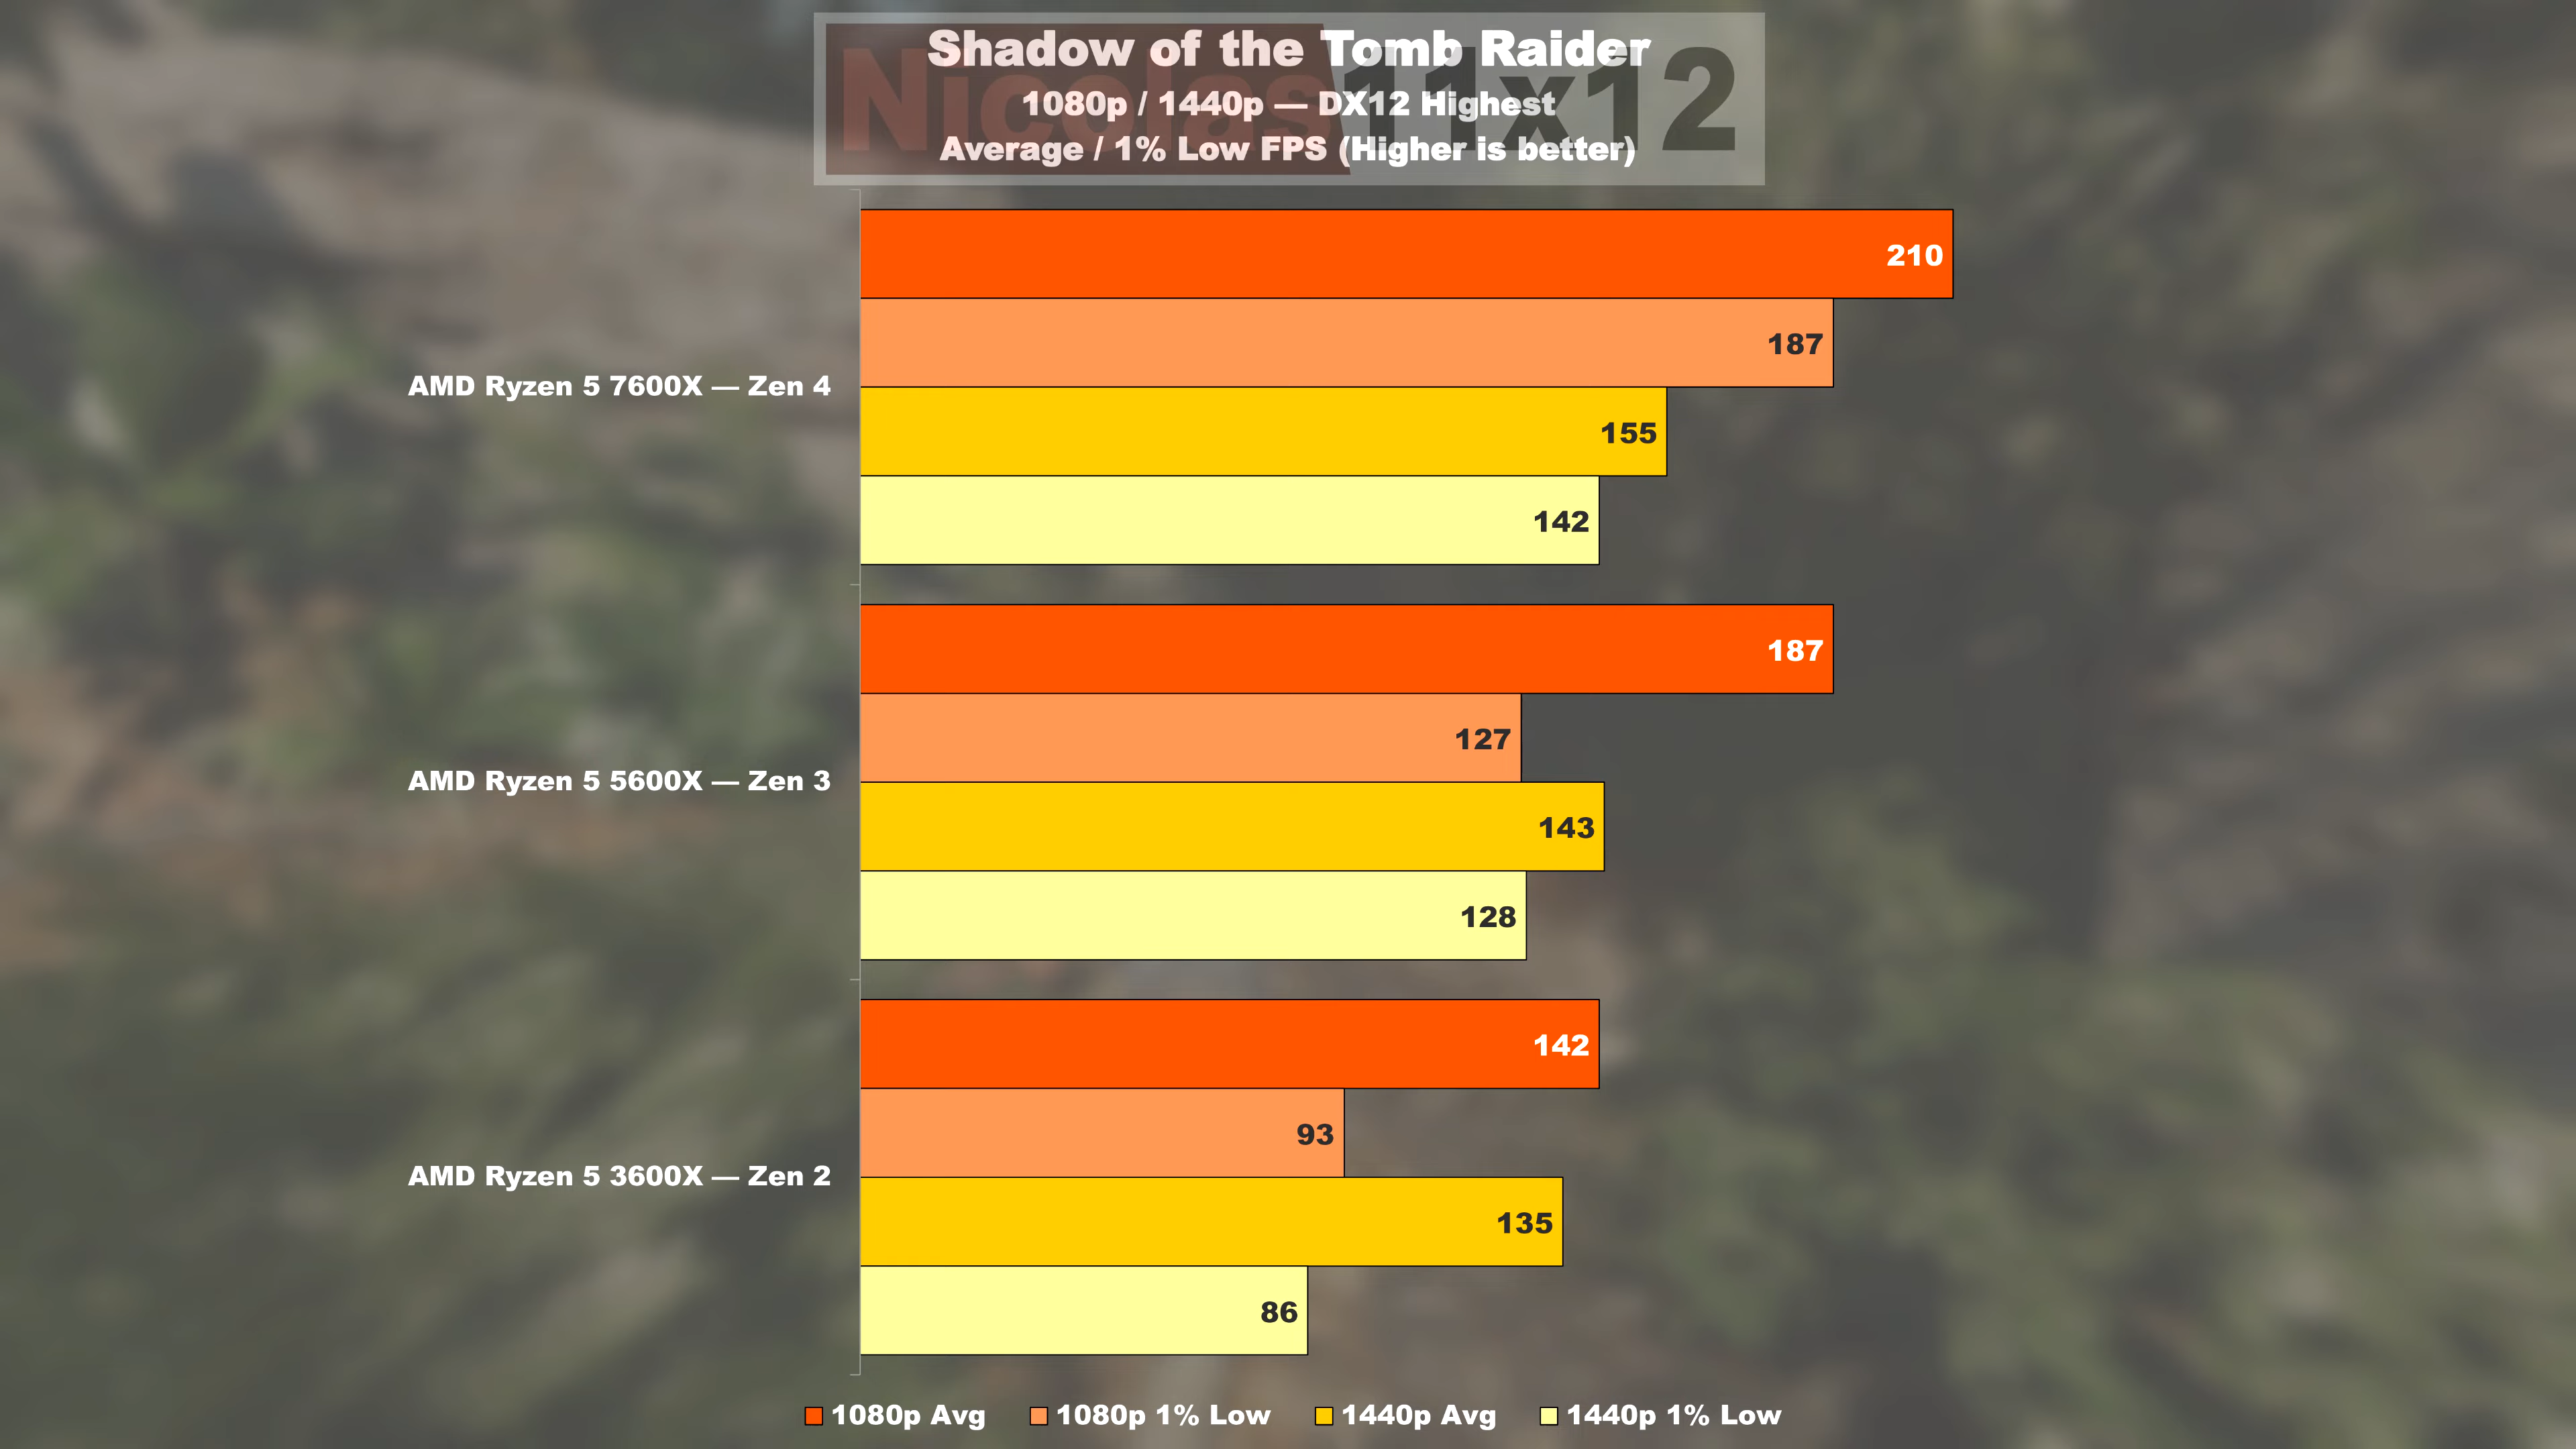 Nicolas11x12
Shadow of the Tomb Raider
1080p / 1440p — DX12 Highest
Average / 1% Low FPS (Higher is better)
AMD Ryzen 5 7600X — Zen 4
210
187
155
142
AMD Ryzen 5 5600X — Zen 3
187
127
143
128
AMD Ryzen 5 3600X — Zen 2
142
93
135
86
1080p Avg
1080p 1% Low
1440p Avg
1440p 1% Low